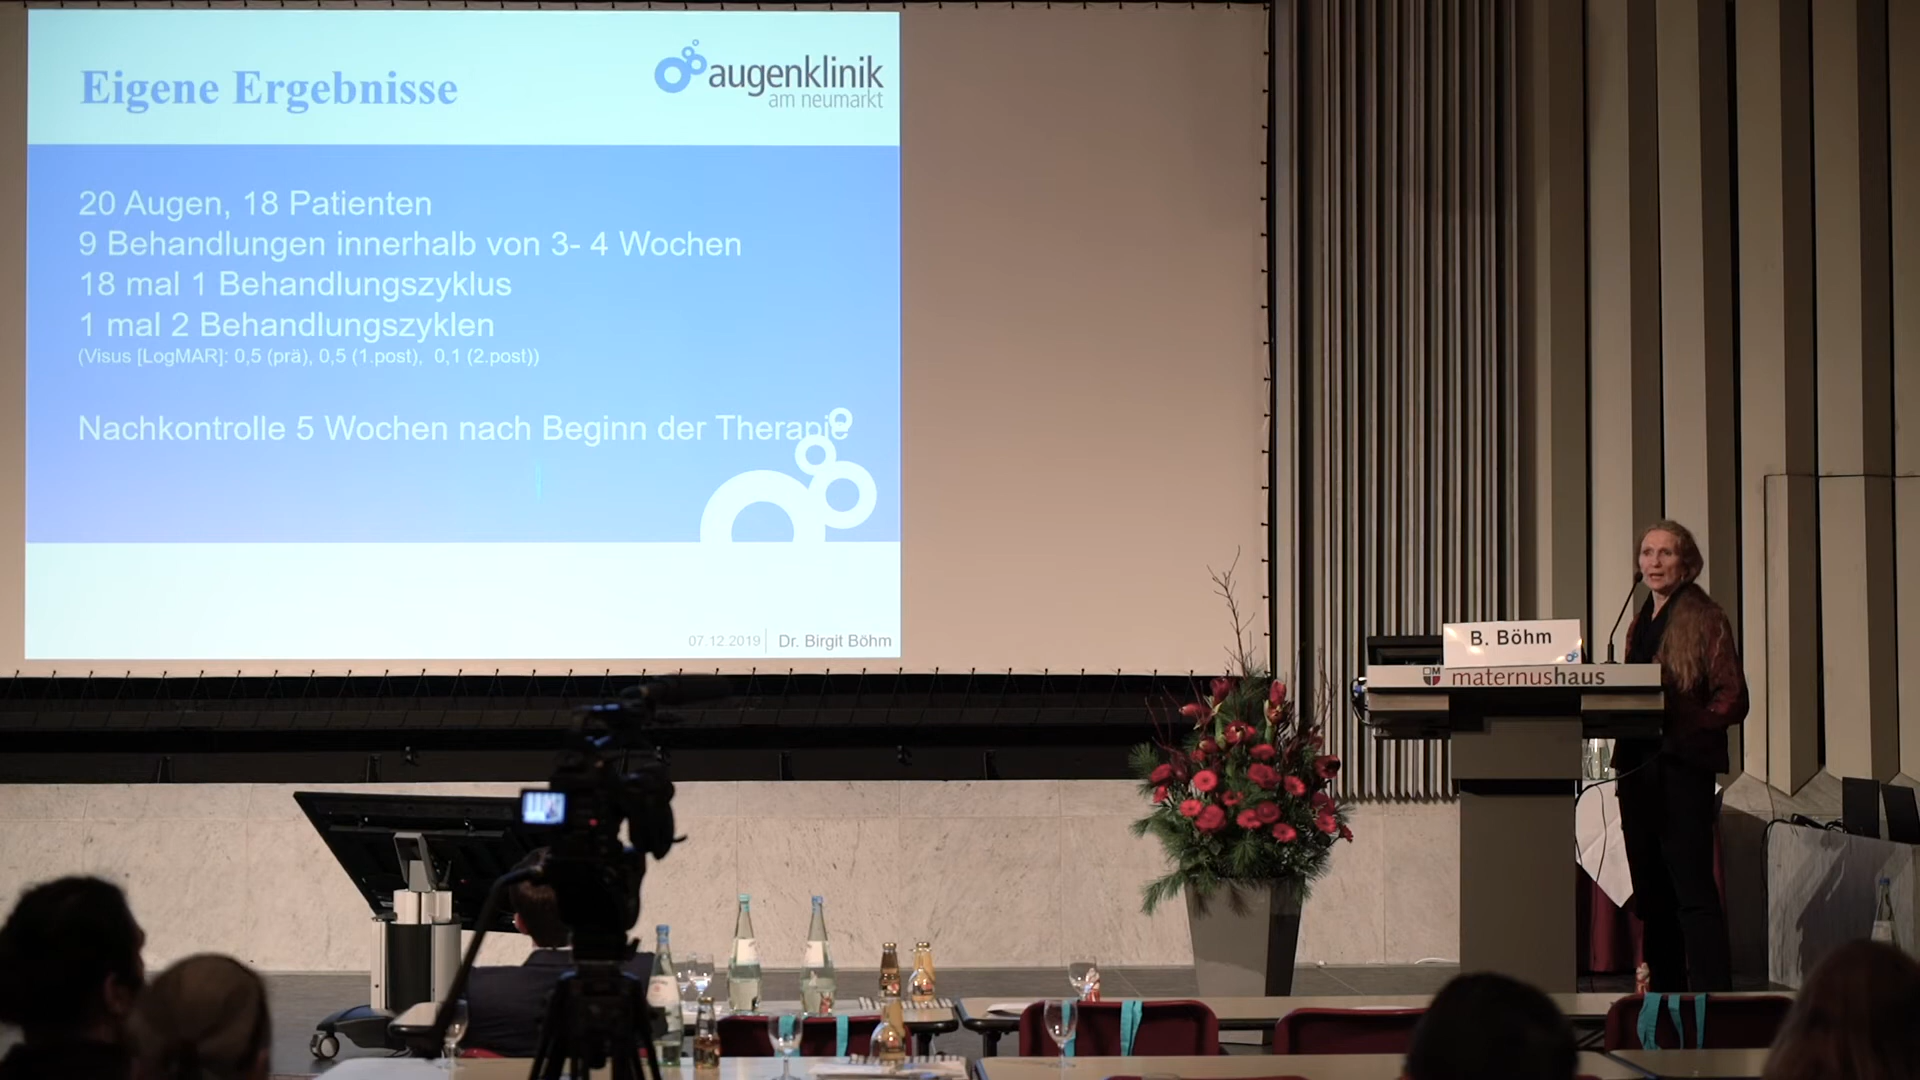 Eigene Ergebnisse
augenklinik
am neumarkt
20 Augen, 18 Patienten
9 Behandlungen innerhalb von 3- 4 Wochen
18 mal 1 Behandlungszyklus
1 mal 2 Behandlungszyklen
(Visus [LogMAR]: 0,5 (prä), 0,5 (1.post), 0,1 (2.post))
Nachkontrolle 5 Wochen nach Beginn der Therapie
07.12.2019 Dr. Birgit Böhm
B. Böhm
maternushaus